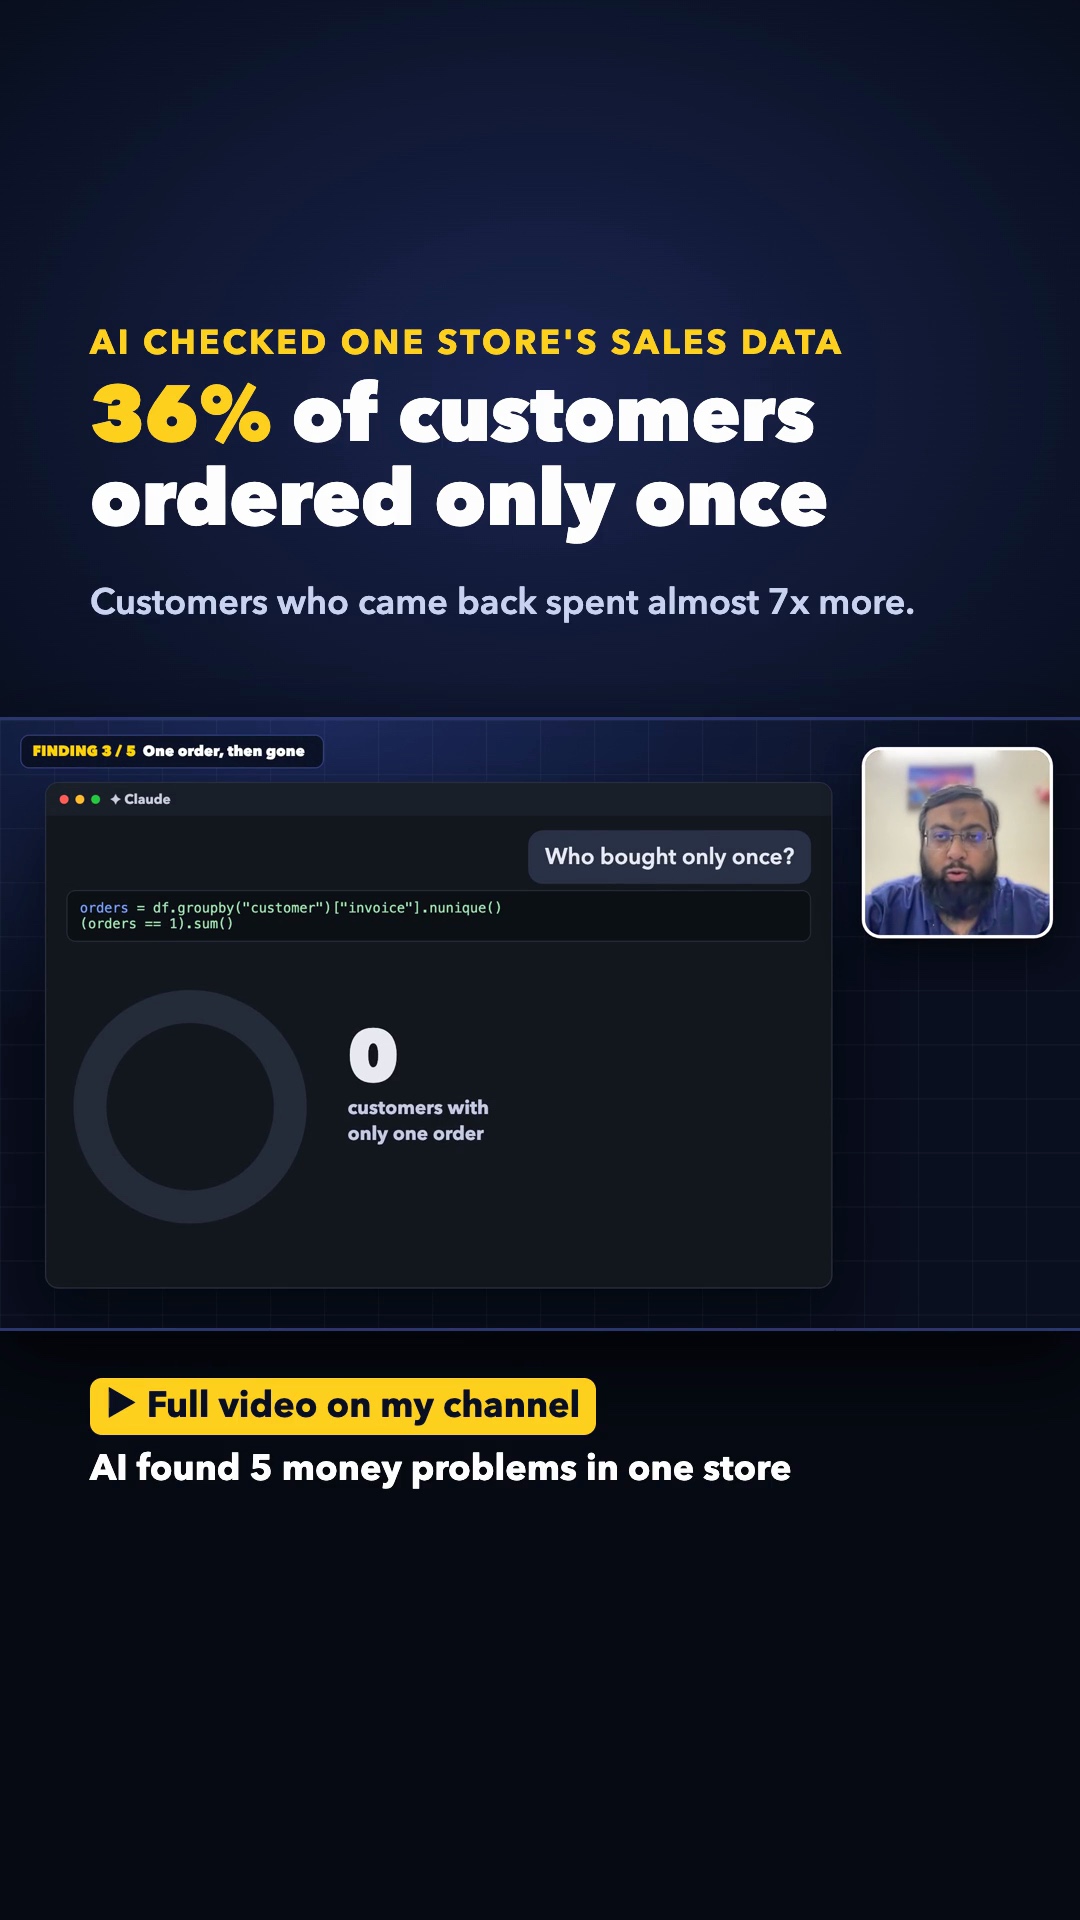 AI CHECKED ONE STORE'S SALES DATA
36% of customers
ordered only once
Customers who came back spent almost 7x more.
FINDING 3 / 5 One order, then gone
✦ Claude
Who bought only once?
orders = df.groupby("customer")["invoice"].nunique()
(orders == 1).sum()
0
customers with
only one order
▶ Full video on my channel
AI found 5 money problems in one store